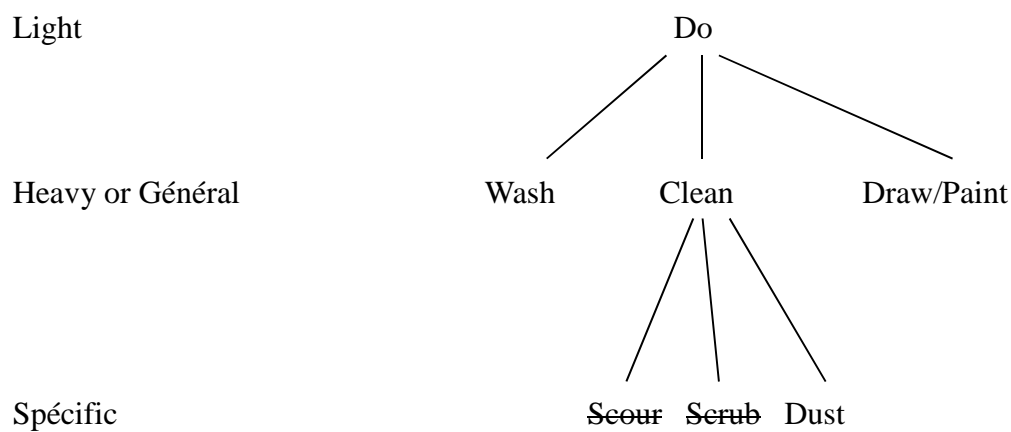 Light Do
Heavy or Général Wash Clean Draw/Paint
Spécific Scour Scrub Dust